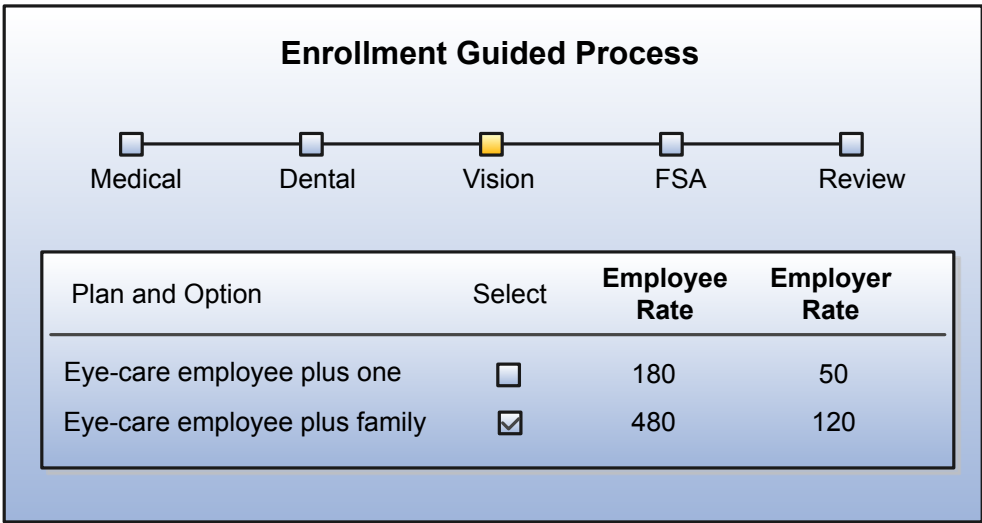 Enrollment Guided Process
Medical Dental Vision FSA Review
Plan and Option Select Employee Rate Employer Rate
Eye-care employee plus one 180 50
Eye-care employee plus family 480 120